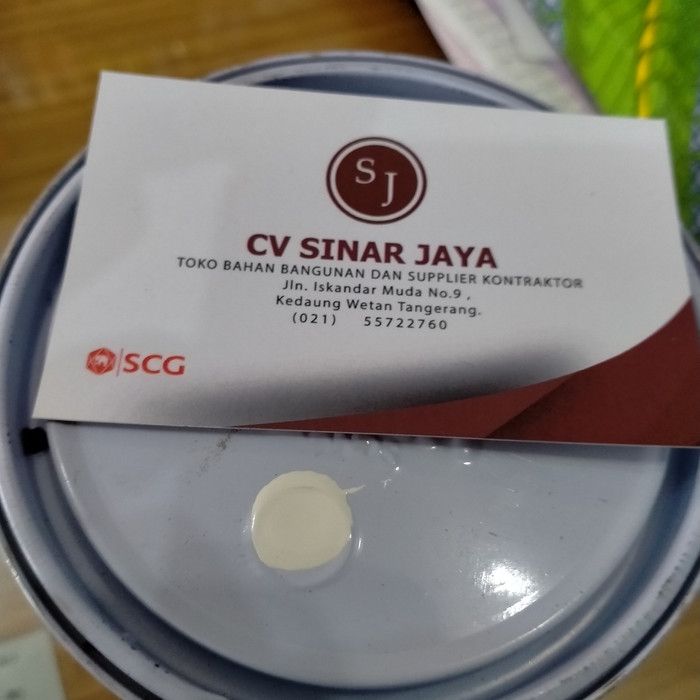 SJ
CV SINAR JAYA
TOKO BAHAN BANGUNAN DAN SUPPLIER KONTRAKTOR
Jln. Iskandar Muda No.9 ,
Kedaung Wetan Tangerang.
(021) 55722760
SCG